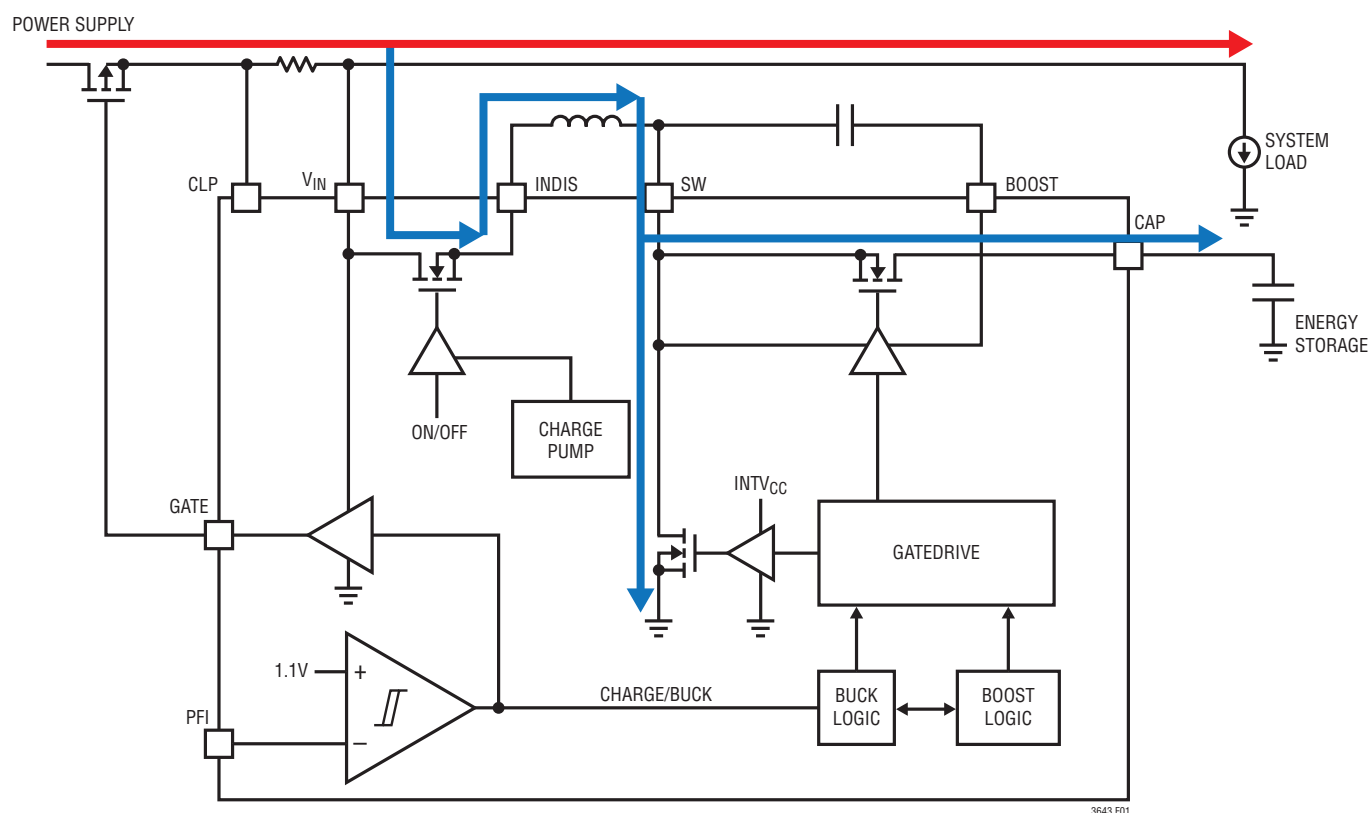 POWER SUPPLY
CLP
VIN
INDIS
SW
BOOST
SYSTEM
LOAD
CAP
ENERGY
STORAGE
ON/OFF
CHARGE
PUMP
GATE
INTVCC
GATEDRIVE
1.1V
+
CHARGE/BUCK
BUCK
LOGIC
BOOST
LOGIC
PFI
−
3643 F01